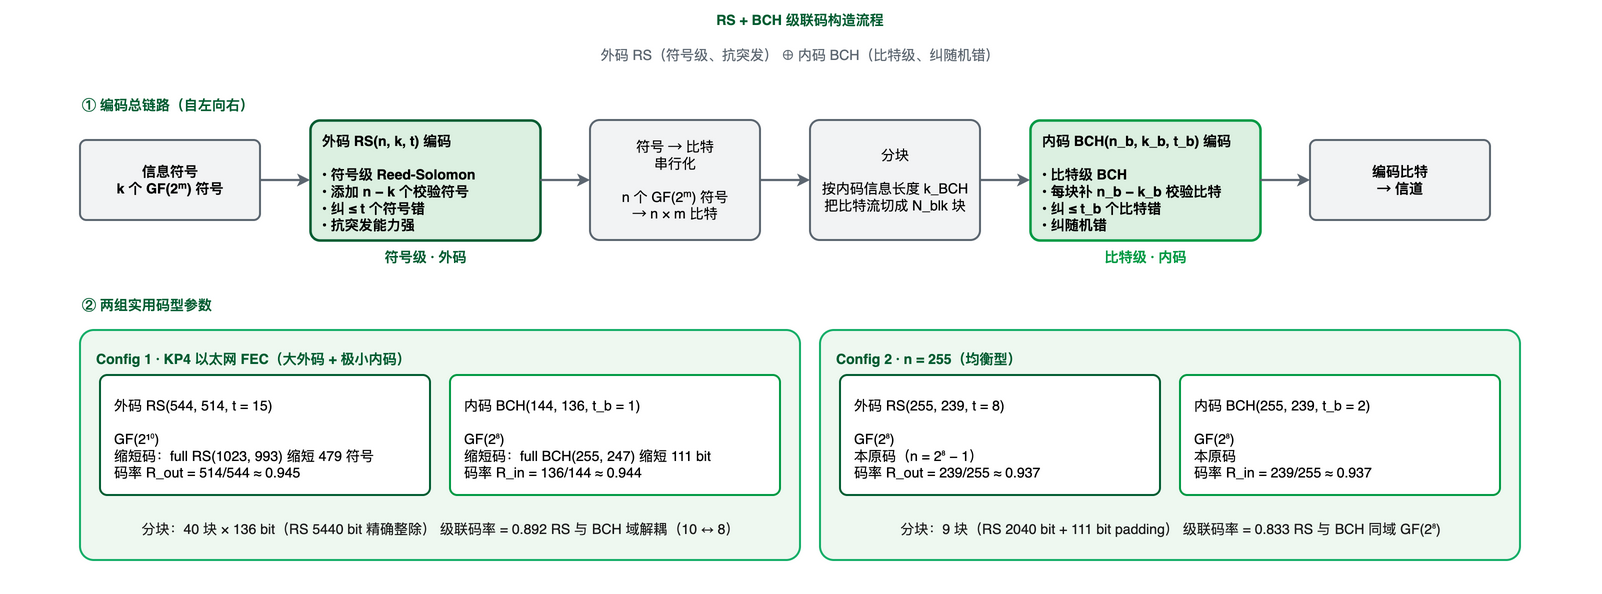 RS + BCH 级联码构造流程
外码 RS（符号级、抗突发） ⊕ 内码 BCH（比特级、纠随机错）
① 编码总链路（自左向右）
信息符号
k 个 GF(2ᵐ) 符号
外码 RS(n, k, t) 编码
• 符号级 Reed-Solomon
• 添加 n − k 个校验符号
• 纠 ≤ t 个符号错
• 抗突发能力强
符号级 · 外码
符号 → 比特
串行化
n 个 GF(2ᵐ) 符号
→ n × m 比特
分块
按内码信息长度 k_BCH
把比特流切成 N_blk 块
内码 BCH(n_b, k_b, t_b) 编码
• 比特级 BCH
• 每块补 n_b − k_b 校验比特
• 纠 ≤ t_b 个比特错
• 纠随机错
比特级 · 内码
编码比特
→ 信道
② 两组实用码型参数
Config 1 · KP4 以太网 FEC（大外码 + 极小内码）
外码 RS(544, 514, t = 15)
GF(2¹⁰)
缩短码：full RS(1023, 993) 缩短 479 符号
码率 R_out = 514/544 ≈ 0.945
内码 BCH(144, 136, t_b = 1)
GF(2⁸)
缩短码：full BCH(255, 247) 缩短 111 bit
码率 R_in = 136/144 ≈ 0.944
分块：40 块 × 136 bit（RS 5440 bit 精确整除） 级联码率 = 0.892 RS 与 BCH 域解耦（10 ↔ 8）
Config 2 · n = 255（均衡型）
外码 RS(255, 239, t = 8)
GF(2⁸)
本原码（n = 2⁸ − 1）
码率 R_out = 239/255 ≈ 0.937
内码 BCH(255, 239, t_b = 2)
GF(2⁸)
本原码
码率 R_in = 239/255 ≈ 0.937
分块：9 块（RS 2040 bit + 111 bit padding） 级联码率 = 0.833 RS 与 BCH 同域 GF(2⁸)